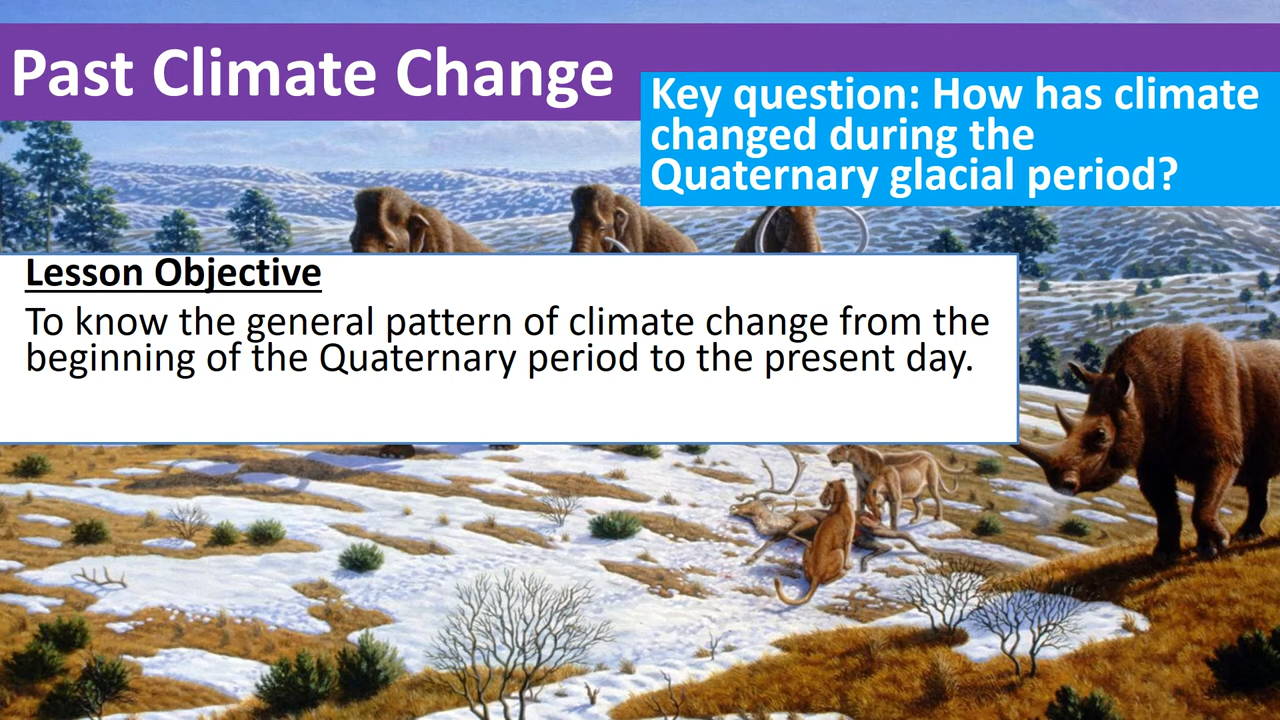 Past Climate Change
Key question: How has climate
changed during the
Quaternary glacial period?
Lesson Objective
To know the general pattern of climate change from the
beginning of the Quaternary period to the present day.